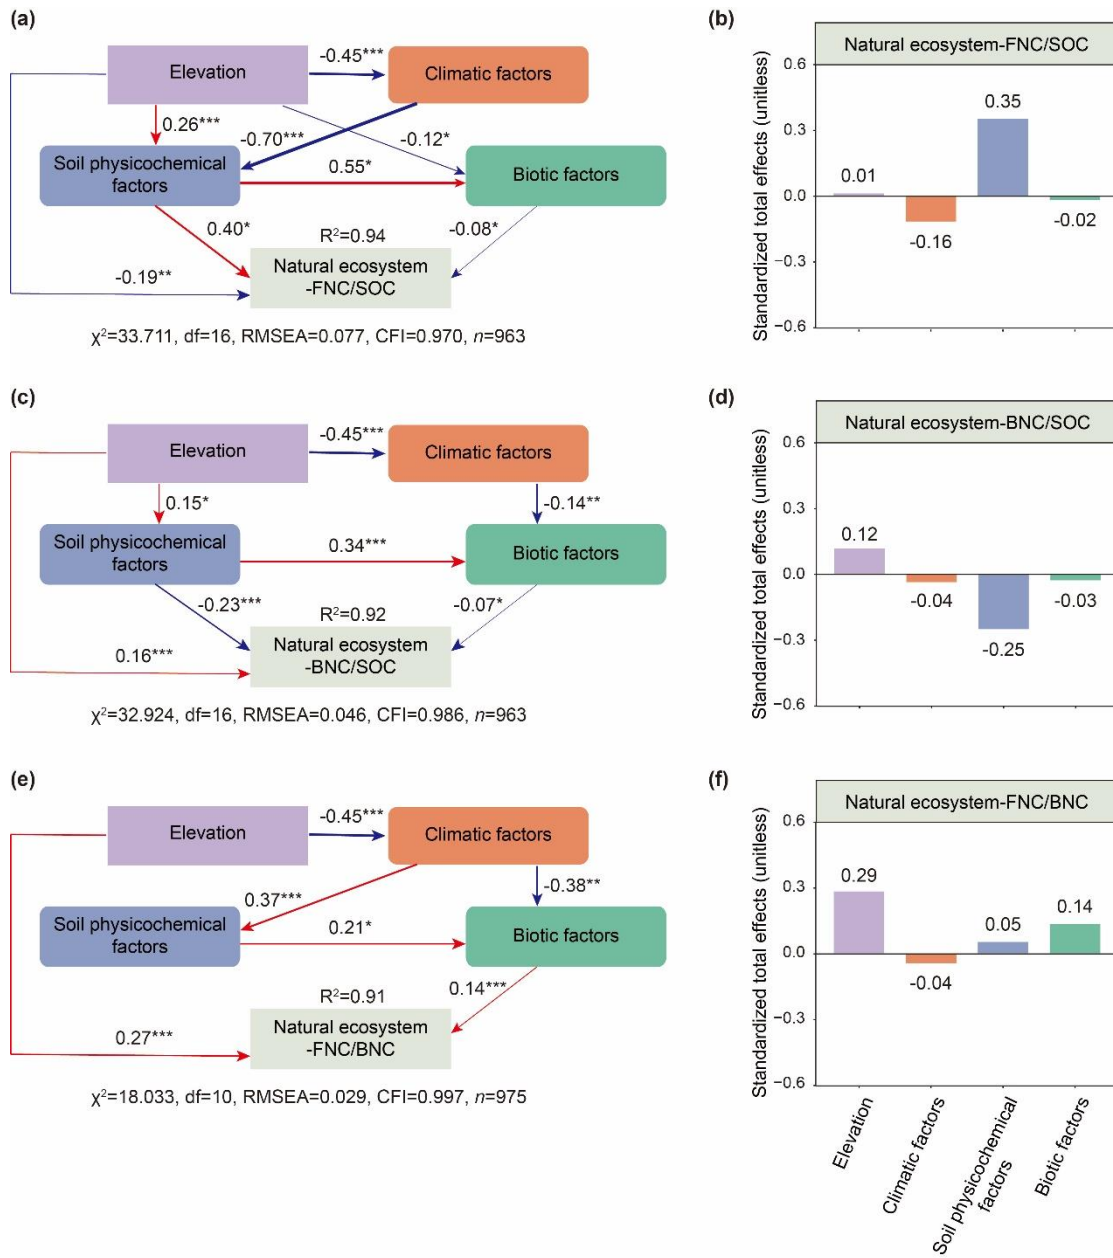 (a)
Elevation
-0.45***
Climatic factors
0.26***
-0.70***
-0.12*
Soil physicochemical
factors
0.55*
Biotic factors
0.40*
-0.08*
R²=0.94
Natural ecosystem
-FNC/SOC
-0.19**
χ²=33.711, df=16, RMSEA=0.077, CFI=0.970, n=963
(b)
Natural ecosystem-FNC/SOC
Standardized total effects (unitless)
0.6
0.3
0.0
−0.3
−0.6
0.01
-0.16
0.35
-0.02
(c)
Elevation
-0.45***
Climatic factors
0.15*
-0.14**
Soil physicochemical
factors
0.34***
Biotic factors
-0.23***
-0.07*
R²=0.92
Natural ecosystem
-BNC/SOC
0.16***
χ²=32.924, df=16, RMSEA=0.046, CFI=0.986, n=963
(d)
Natural ecosystem-BNC/SOC
Standardized total effects (unitless)
0.6
0.3
0.0
−0.3
−0.6
0.12
-0.04
-0.25
-0.03
(e)
Elevation
-0.45***
Climatic factors
0.37***
-0.38**
Soil physicochemical
factors
0.21*
Biotic factors
0.14***
R²=0.91
Natural ecosystem
-FNC/BNC
0.27***
χ²=18.033, df=10, RMSEA=0.029, CFI=0.997, n=975
(f)
Natural ecosystem-FNC/BNC
Standardized total effects (unitless)
0.6
0.3
0.0
−0.3
−0.6
0.29
-0.04
0.05
0.14
Elevation
Climatic factors
Soil physicochemical
factors
Biotic factors